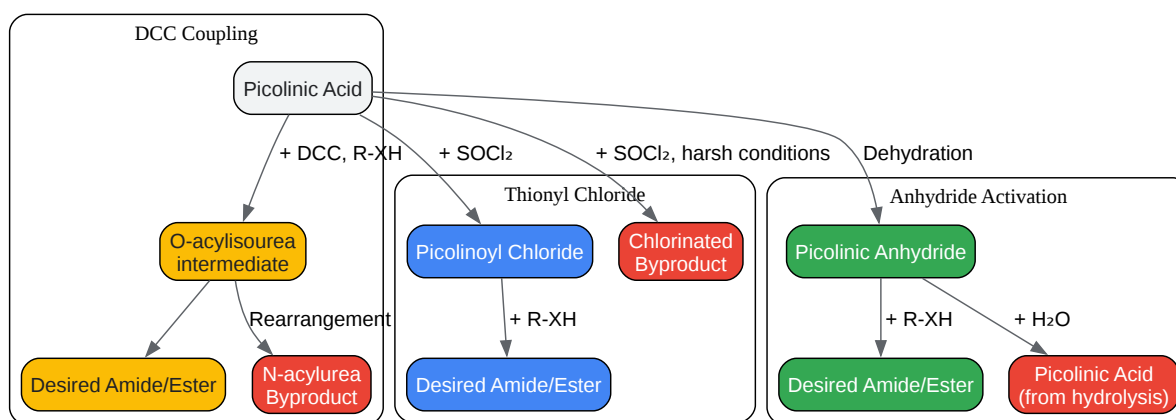 DCC Coupling
Picolinic Acid
+ DCC, R-XH
+ SOCl₂
+ SOCl₂, harsh conditions
Dehydration
Thionyl Chloride
Anhydride Activation
O-acylisourea
intermediate
Picolinoyl Chloride
Chlorinated
Byproduct
Picolinic Anhydride
Rearrangement
+ R-XH
+ R-XH
+ H₂O
Desired Amide/Ester
N-acylurea
Byproduct
Desired Amide/Ester
Desired Amide/Ester
Picolinic Acid
(from hydrolysis)